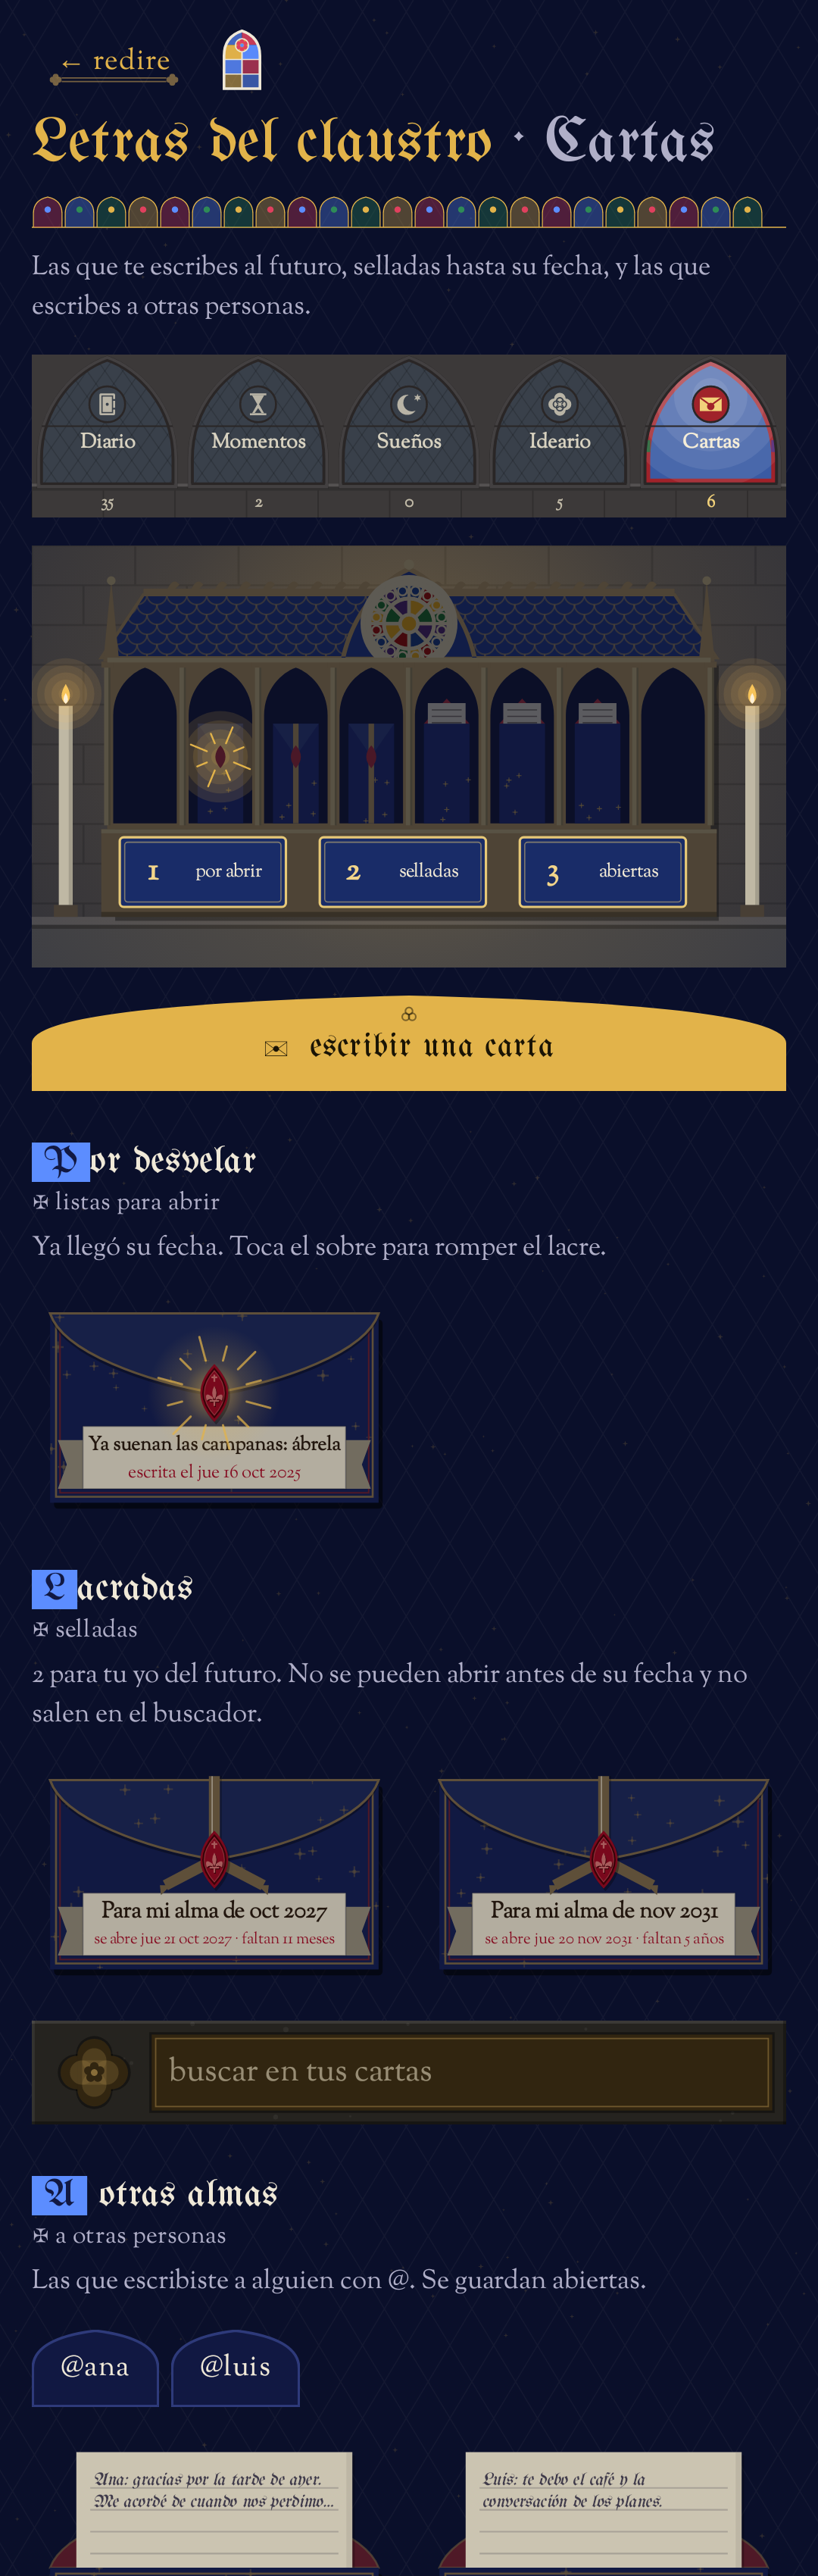 ← redire
Letras del claustro · Cartas
Las que te escribes al futuro, selladas hasta su fecha, y las que
escribes a otras personas.
Diario Momentos Sueños Ideario Cartas
35 2 0 5 6
1 por abrir 2 selladas 3 abiertas
✉ escribir una carta
Por desvelar
✠ listas para abrir
Ya llegó su fecha. Toca el sobre para romper el lacre.
Ya suenan las campanas: ábrela
escrita el jue 16 oct 2025
Lacradas
✠ selladas
2 para tu yo del futuro. No se pueden abrir antes de su fecha y no
salen en el buscador.
Para mi alma de oct 2027
se abre jue 21 oct 2027 · faltan 11 meses
Para mi alma de nov 2031
se abre jue 20 nov 2031 · faltan 5 años
buscar en tus cartas
A otras almas
✠ a otras personas
Las que escribiste a alguien con @. Se guardan abiertas.
@ana @luis
Ana: gracias por la tarde de ayer.
Me acordé de cuando nos perdimo...
Luis: te debo el café y la
conversación de los planes.